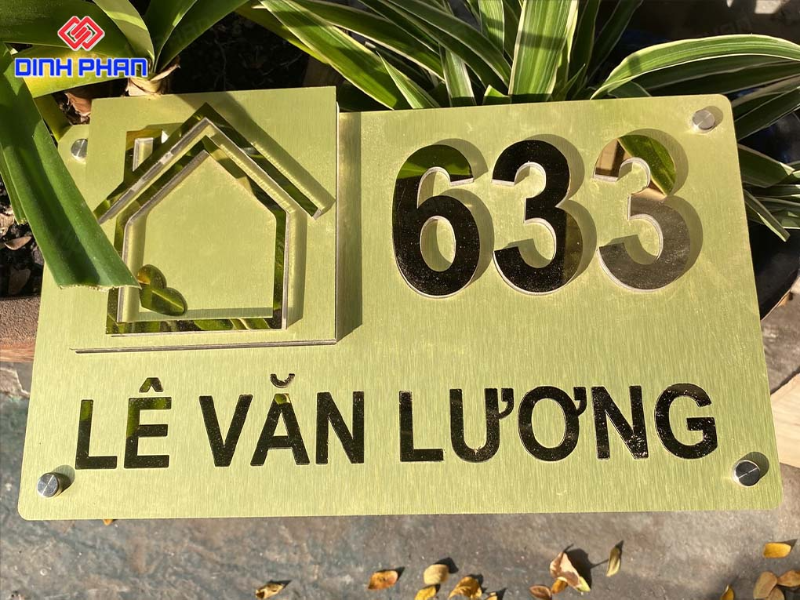 DINH PHAN
633
LÊ VĂN LƯƠNG